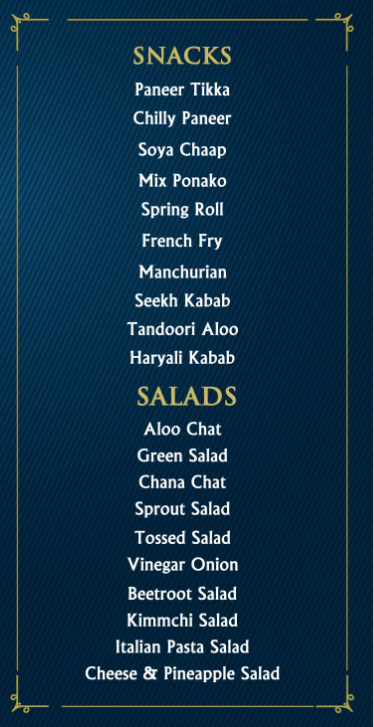 SNACKS
Paneer Tikka
Chilly Paneer
Soya Chaap
Mix Ponako
Spring Roll
French Fry
Manchurian
Seekh Kabab
Tandoori Aloo
Haryali Kabab
SALADS
Aloo Chat
Green Salad
Chana Chat
Sprout Salad
Tossed Salad
Vinegar Onion
Beetroot Salad
Kimmchi Salad
Italian Pasta Salad
Cheese & Pineapple Salad